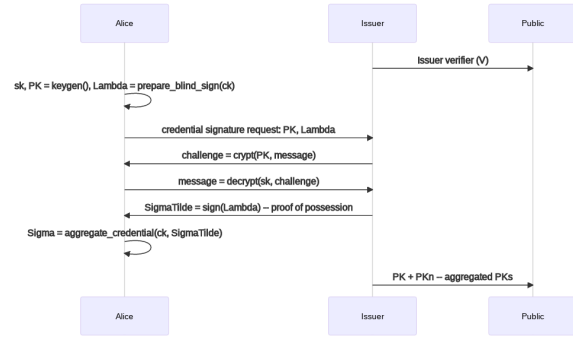 Alice Issuer Public
Issuer verifier (V)
sk, PK = keygen(), Lambda = prepare_blind_sign(ck)
credential signature request: PK, Lambda
challenge = crypt(PK, message)
message = decrypt(sk, challenge)
SigmaTilde = sign(Lambda) -- proof of possession
Sigma = aggregate_credential(ck, SigmaTilde)
PK + PKn -- aggregated PKs
Alice Issuer Public